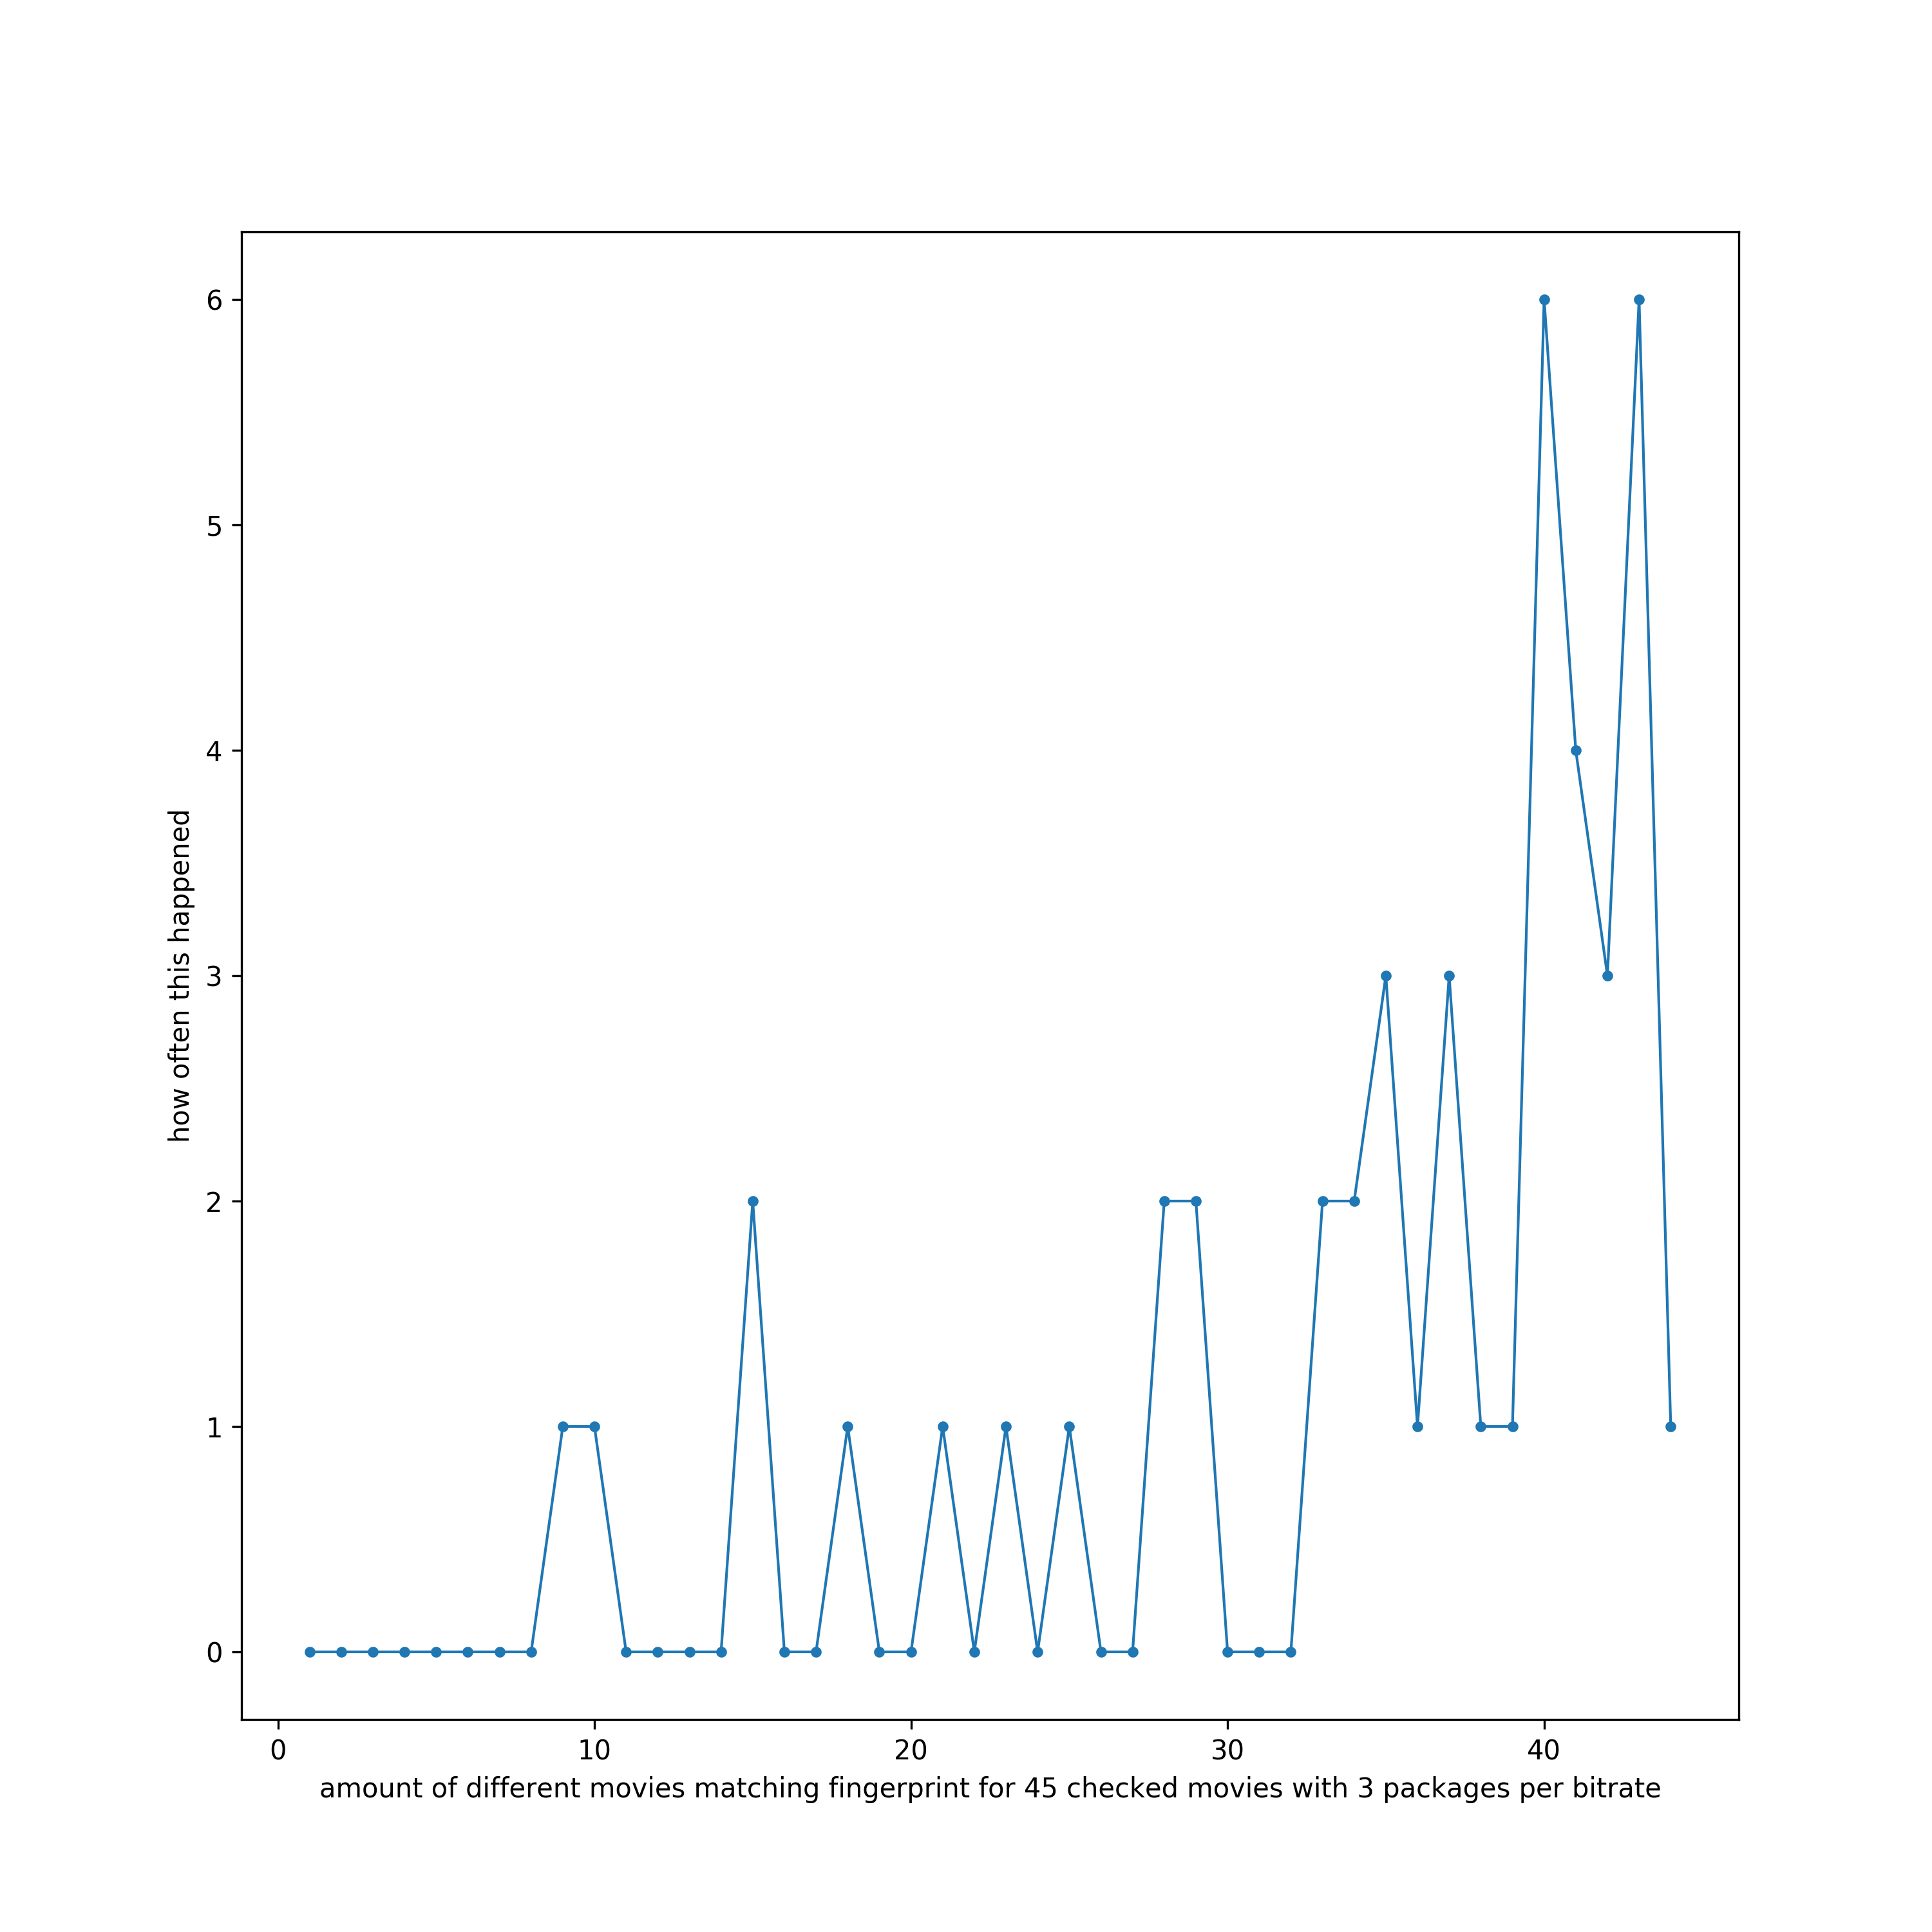 6
5
4
3
2
1
0
how often this happened
0 10 20 30 40
amount of different movies matching fingerprint for 45 checked movies with 3 packages per bitrate